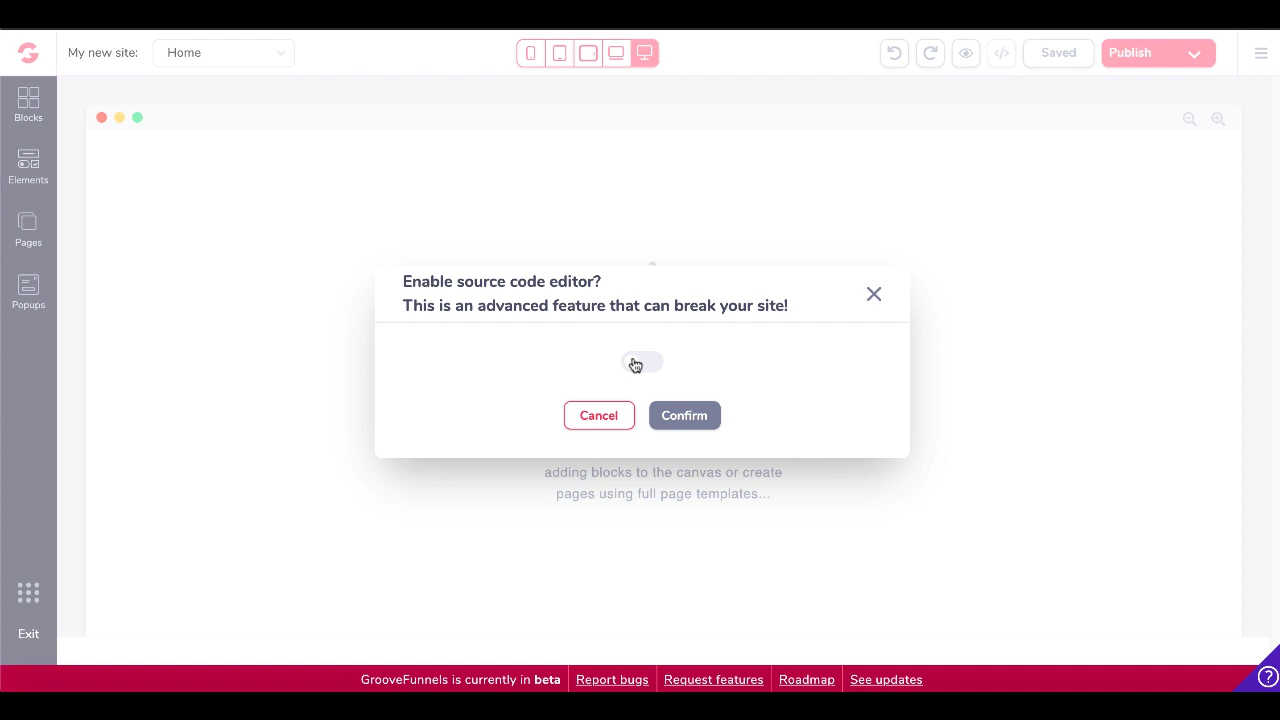 My new site:
Home
</>
Saved
Publish
Blocks
Elements
Pages
Popups
Enable source code editor?
This is an advanced feature that can break your site!
Cancel
Confirm
adding blocks to the canvas or create
pages using full page templates...
Exit
GrooveFunnels is currently in beta
Report bugs
Request features
Roadmap
See updates
?